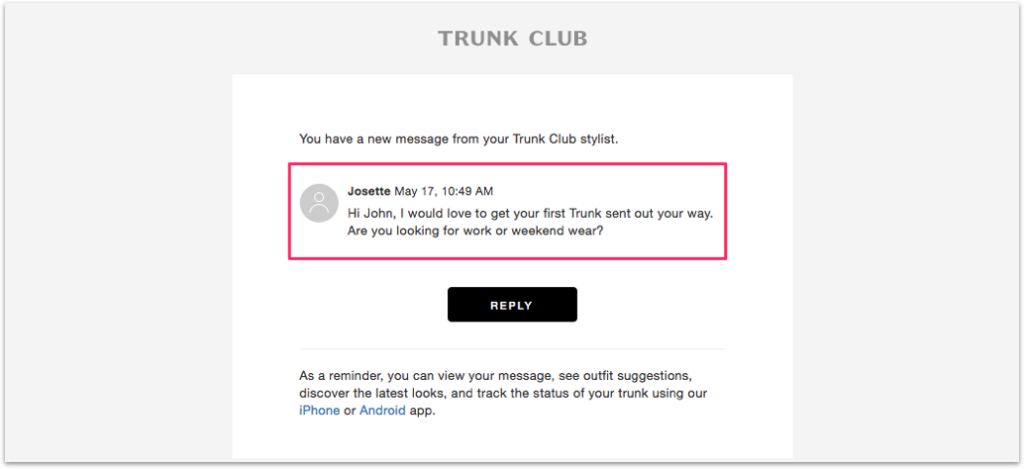 TRUNK CLUB
You have a new message from your Trunk Club stylist.
Josette May 17, 10:49 AM
Hi John, I would love to get your first Trunk sent out your way.
Are you looking for work or weekend wear?
REPLY
As a reminder, you can view your message, see outfit suggestions,
discover the latest looks, and track the status of your trunk using our
iPhone or Android app.